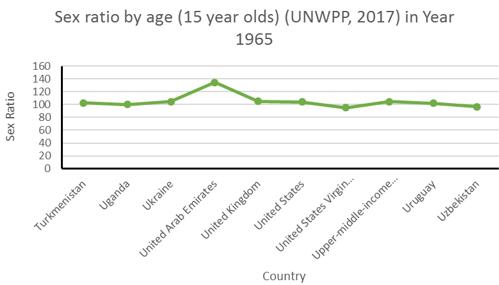 Sex ratio by age (15 year olds) (UNWPP, 2017) in Year
1965
160
140
120
100
80
60
40
20
0
Sex Ratio
Turkmenistan
Uganda
Ukraine
United Arab Emirates
United Kingdom
United States
United States Virgin...
Upper-middle-income...
Uruguay
Uzbekistan
Country